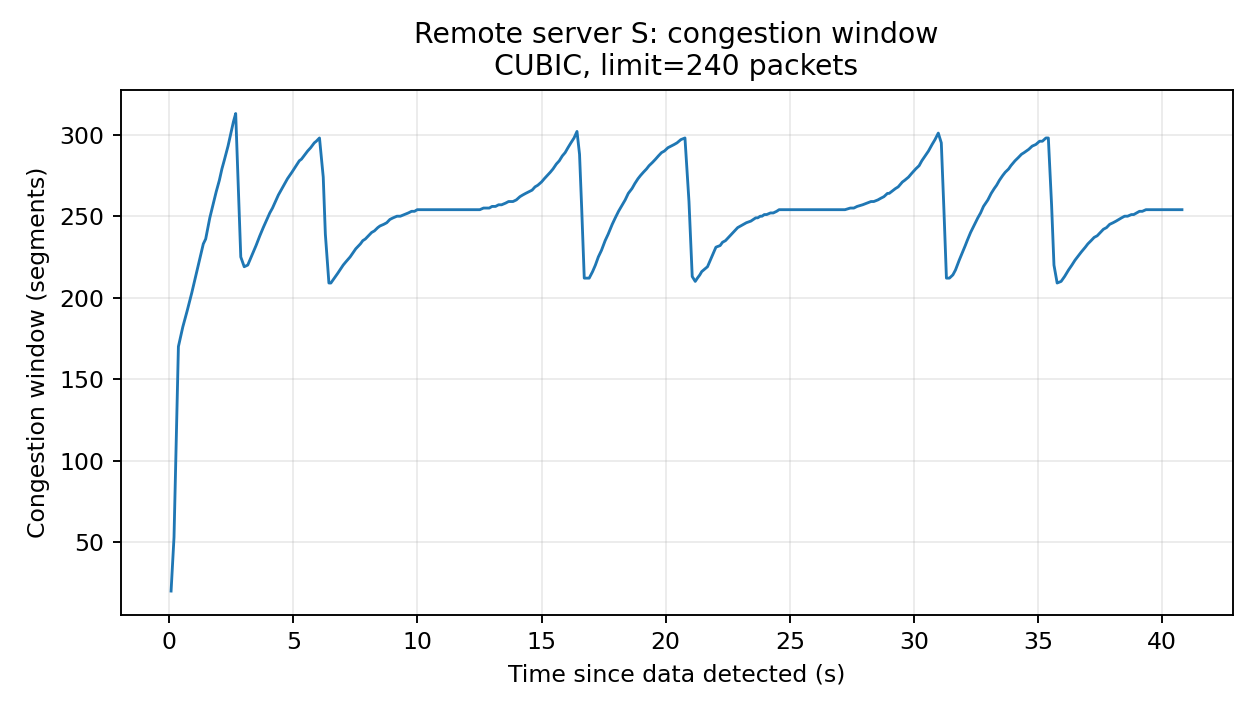 Remote server S: congestion window
CUBIC, limit=240 packets
Congestion window (segments)
300
250
200
150
100
50
0 5 10 15 20 25 30 35 40
Time since data detected (s)